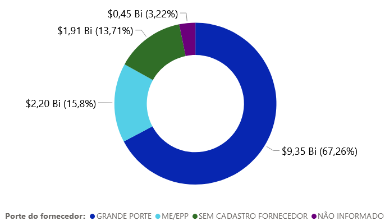 $0,45 Bi (3,22%)
$1,91 Bi (13,71%)
$2,20 Bi (15,8%)
$9,35 Bi (67,26%)
Porte do fornecedor: GRANDE PORTE ME/EPP SEM CADASTRO FORNECEDOR NÃO INFORMADO